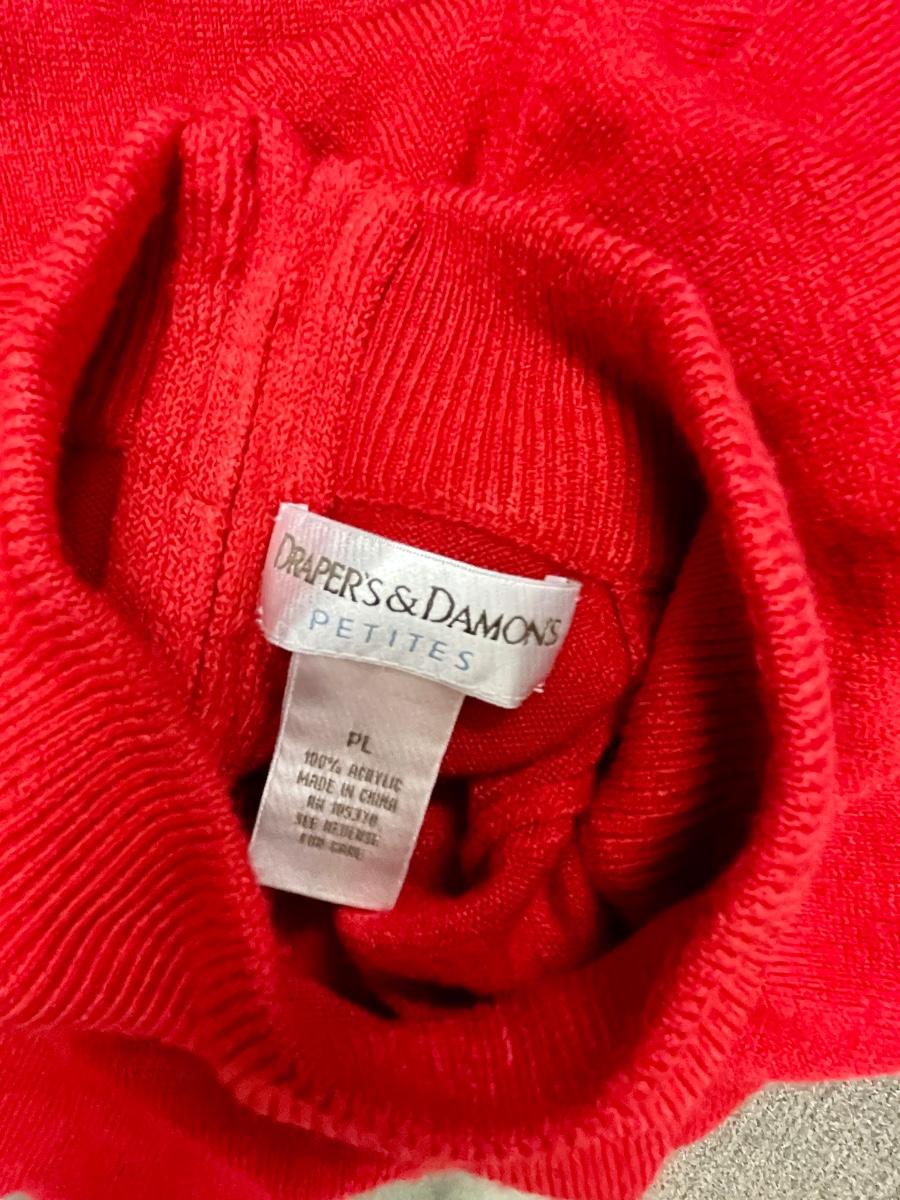 DRAPER'S & DAMON'S
PETITES
PL
100% ACRYLIC
MADE IN CHINA
RN 105370
SEE REVERSE
FOR CARE